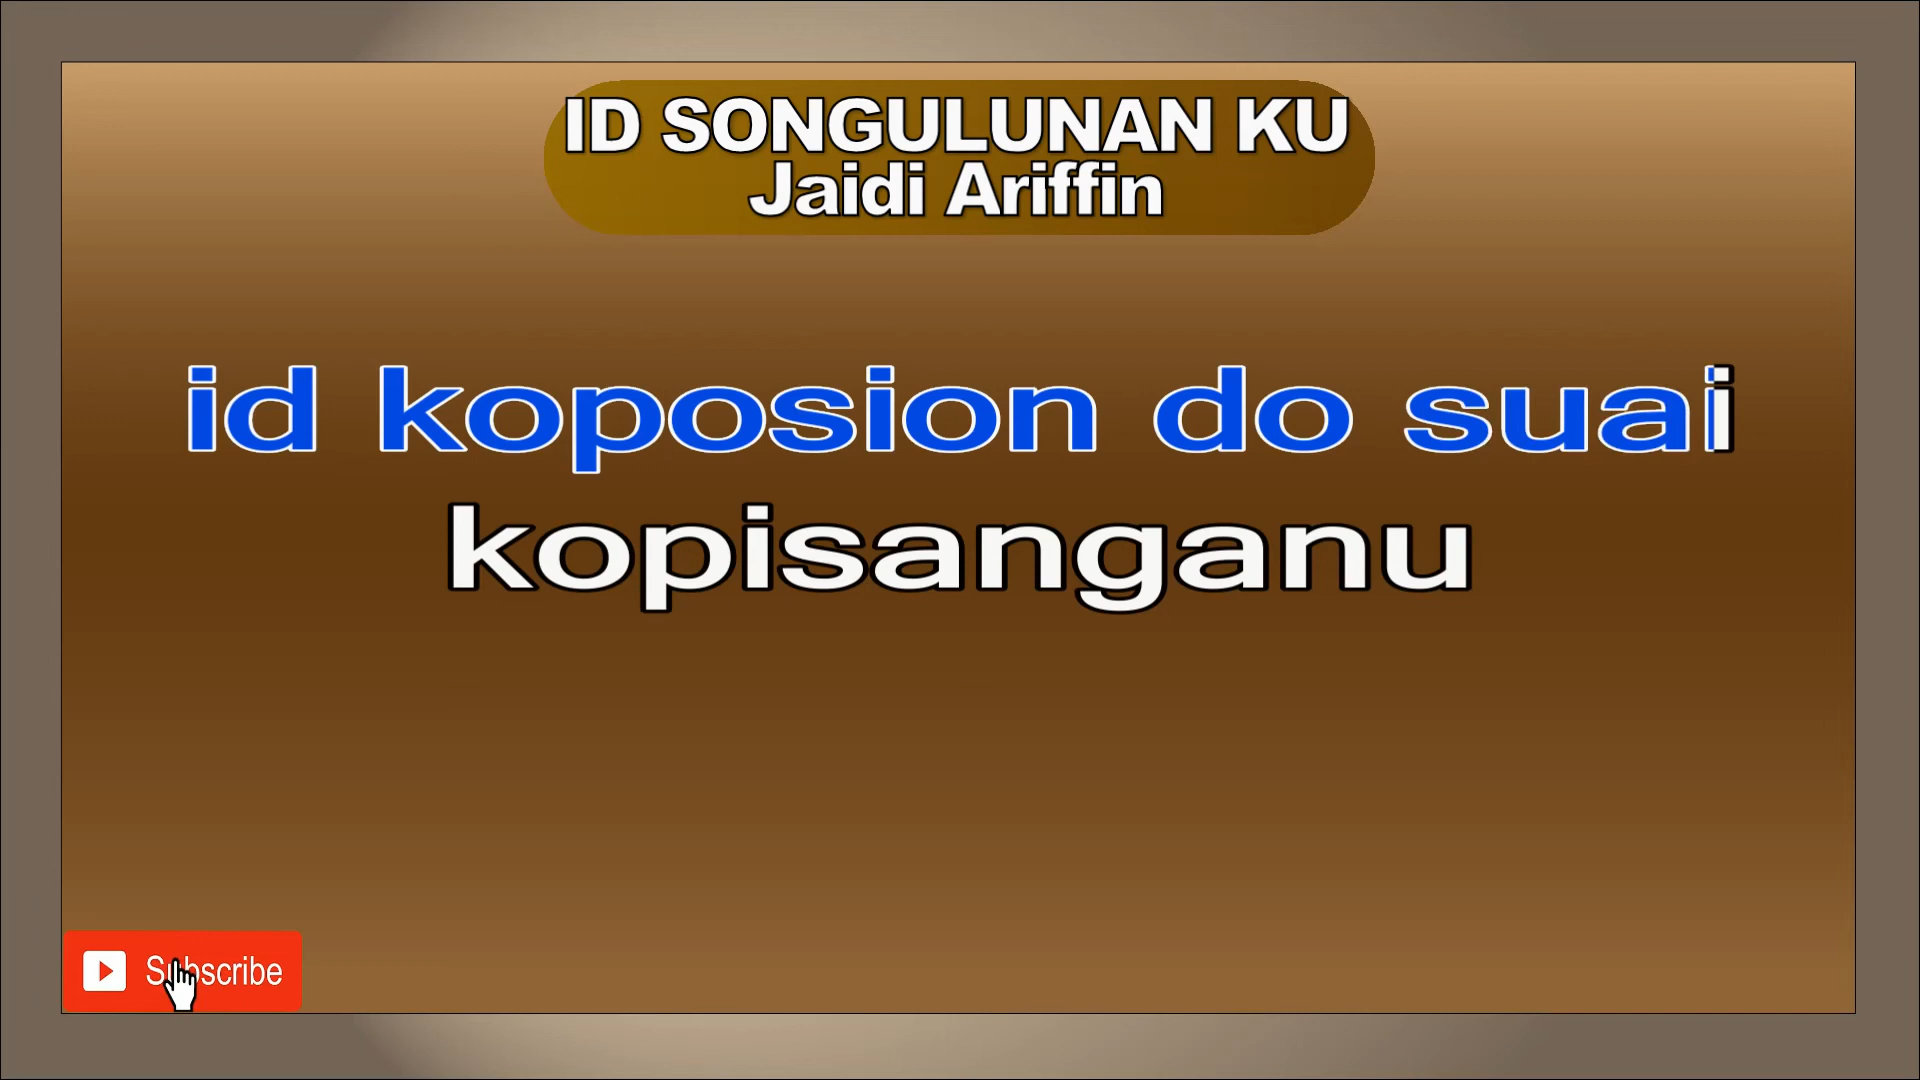 ID SONGULUNAN KU
Jaidi Ariffin
id koposion do suai
kopisanganu
Subscribe